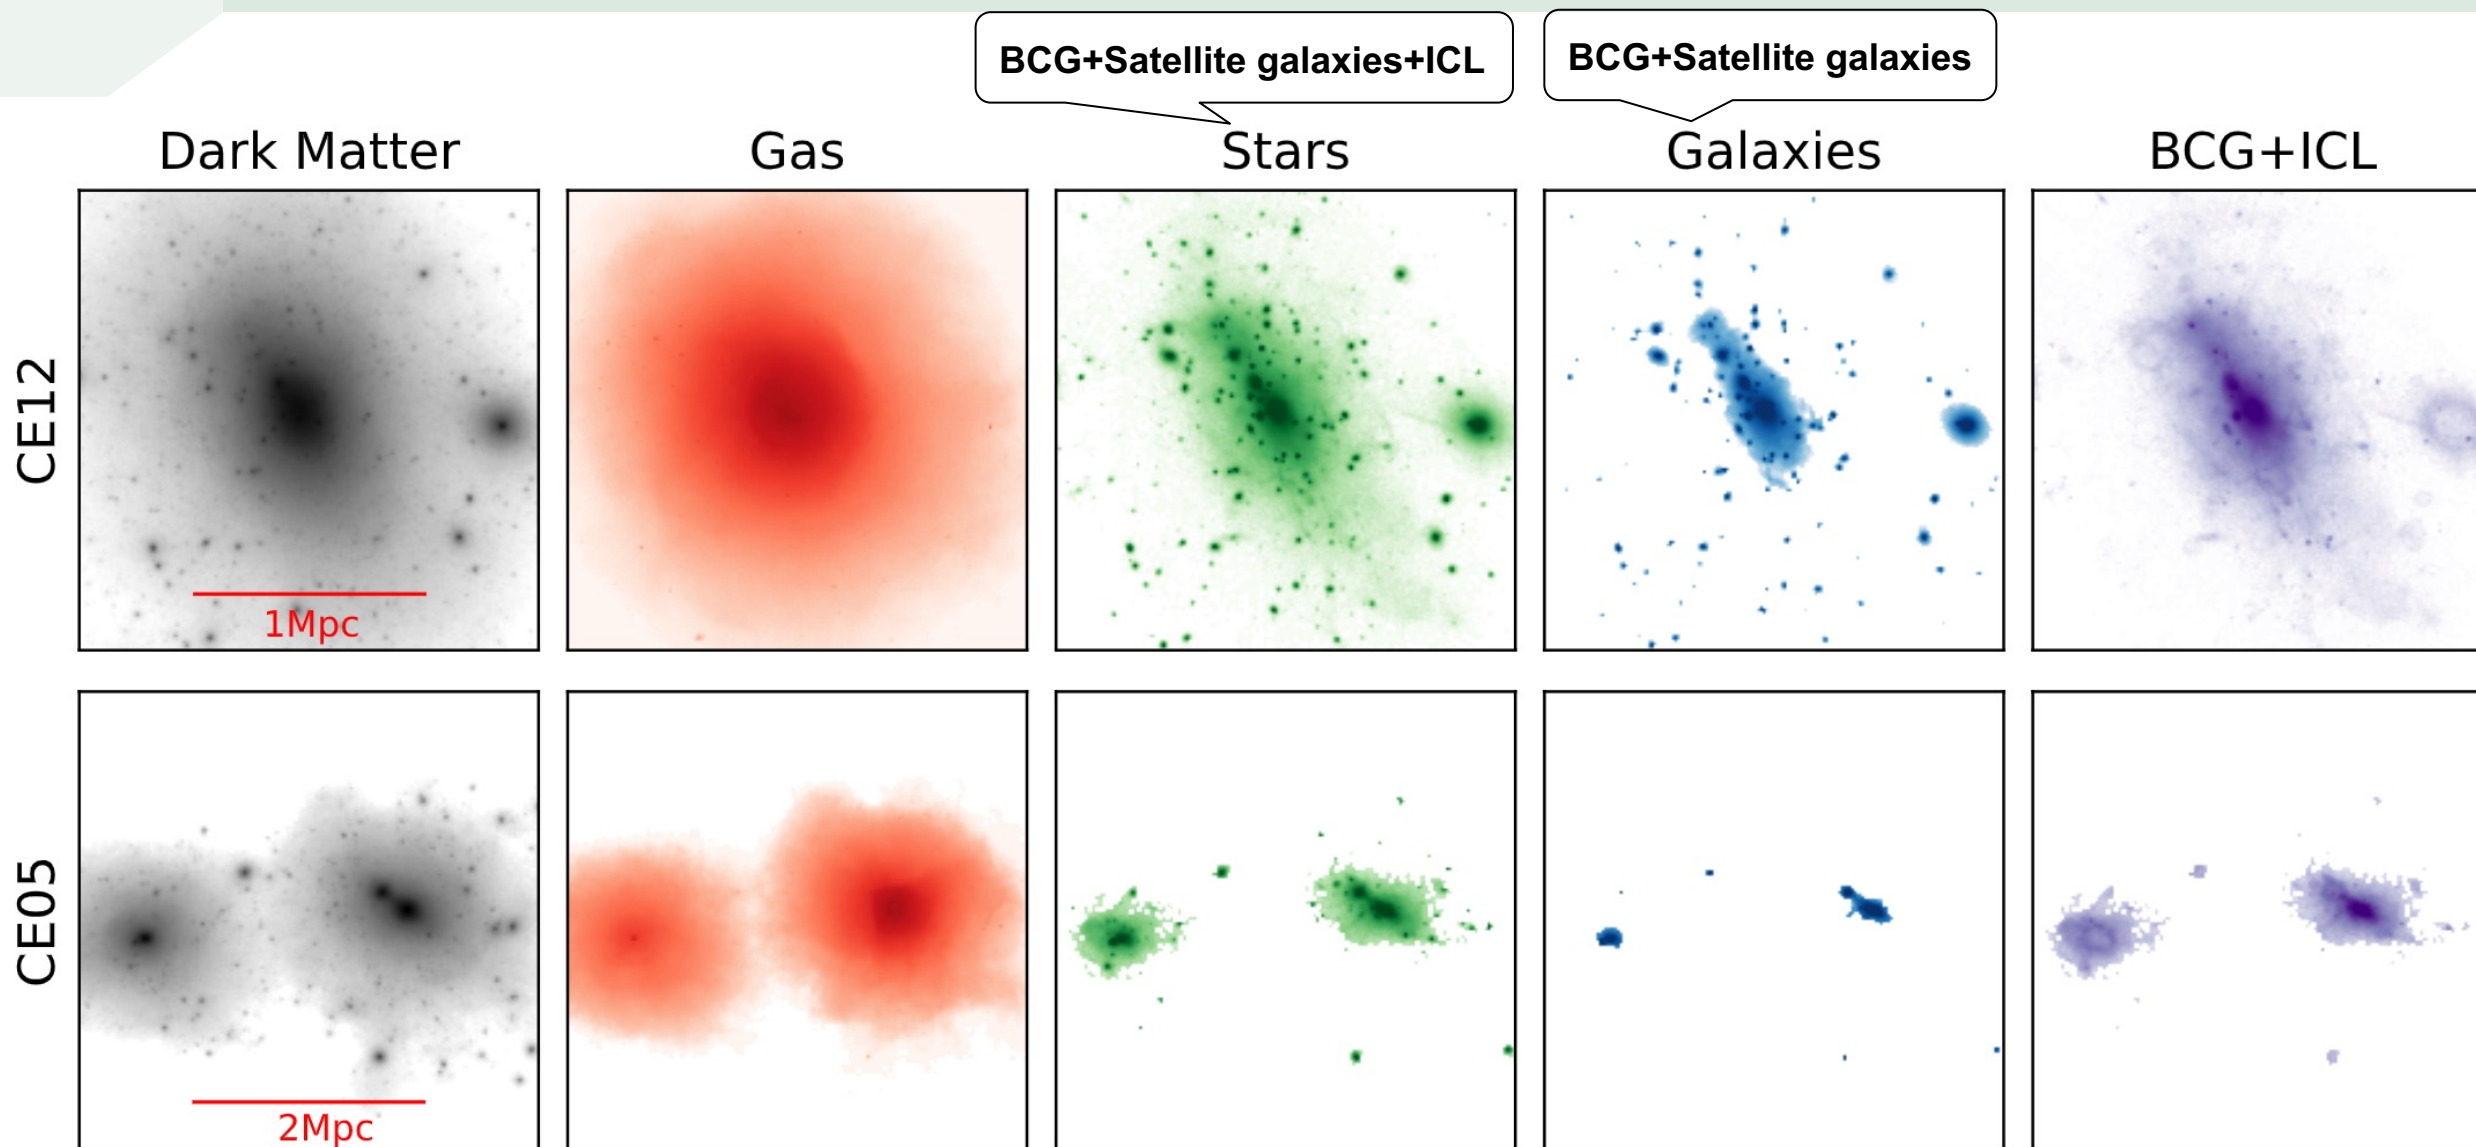 BCG+Satellite galaxies+ICL
BCG+Satellite galaxies
Dark Matter
Gas
Stars
Galaxies
BCG+ICL
CE12
1Mpc
CE05
2Mpc